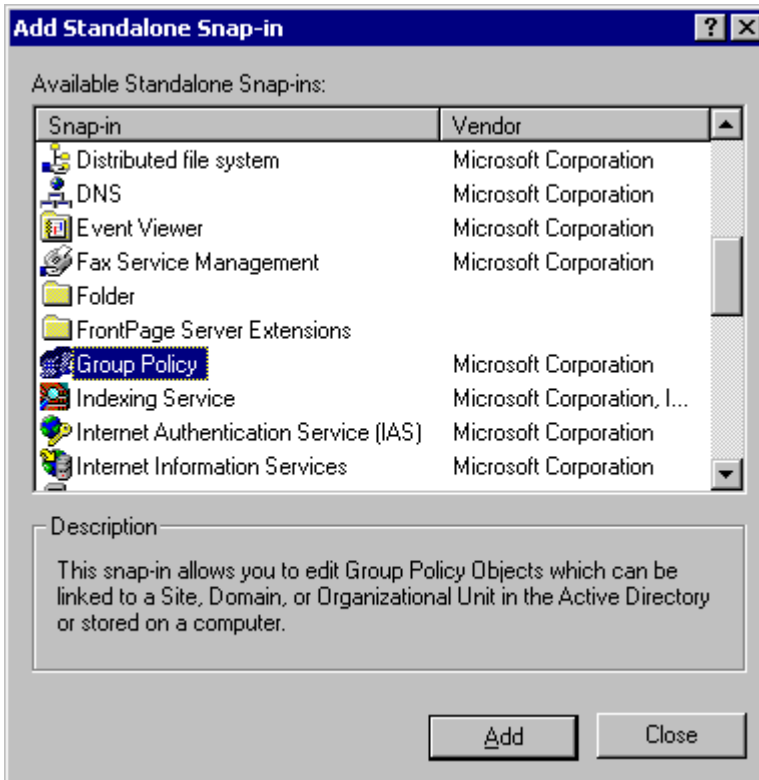 Add Standalone Snap-in
Available Standalone Snap-ins:
Snap-in Vendor
Distributed file system Microsoft Corporation
DNS Microsoft Corporation
Event Viewer Microsoft Corporation
Fax Service Management Microsoft Corporation
Folder
FrontPage Server Extensions
Group Policy Microsoft Corporation
Indexing Service Microsoft Corporation, I...
Internet Authentication Service (IAS) Microsoft Corporation
Internet Information Services Microsoft Corporation
Description
This snap-in allows you to edit Group Policy Objects which can be
linked to a Site, Domain, or Organizational Unit in the Active Directory
or stored on a computer.
Add Close